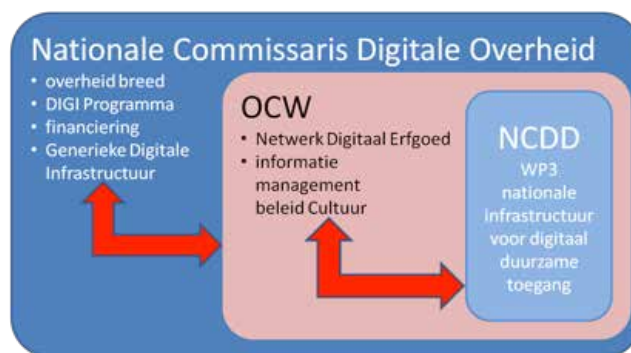 Nationale Commissaris Digitale Overheid
• overheid breed
• DIGI Programma
• financiering
• Generieke Digitale
Infrastructuur
OCW
• Netwerk Digitaal Erfgoed
• informatie
management
beleid Cultuur
NCDD
WP3
nationale
infrastructuur
voor digitaal
duurzame
toegang